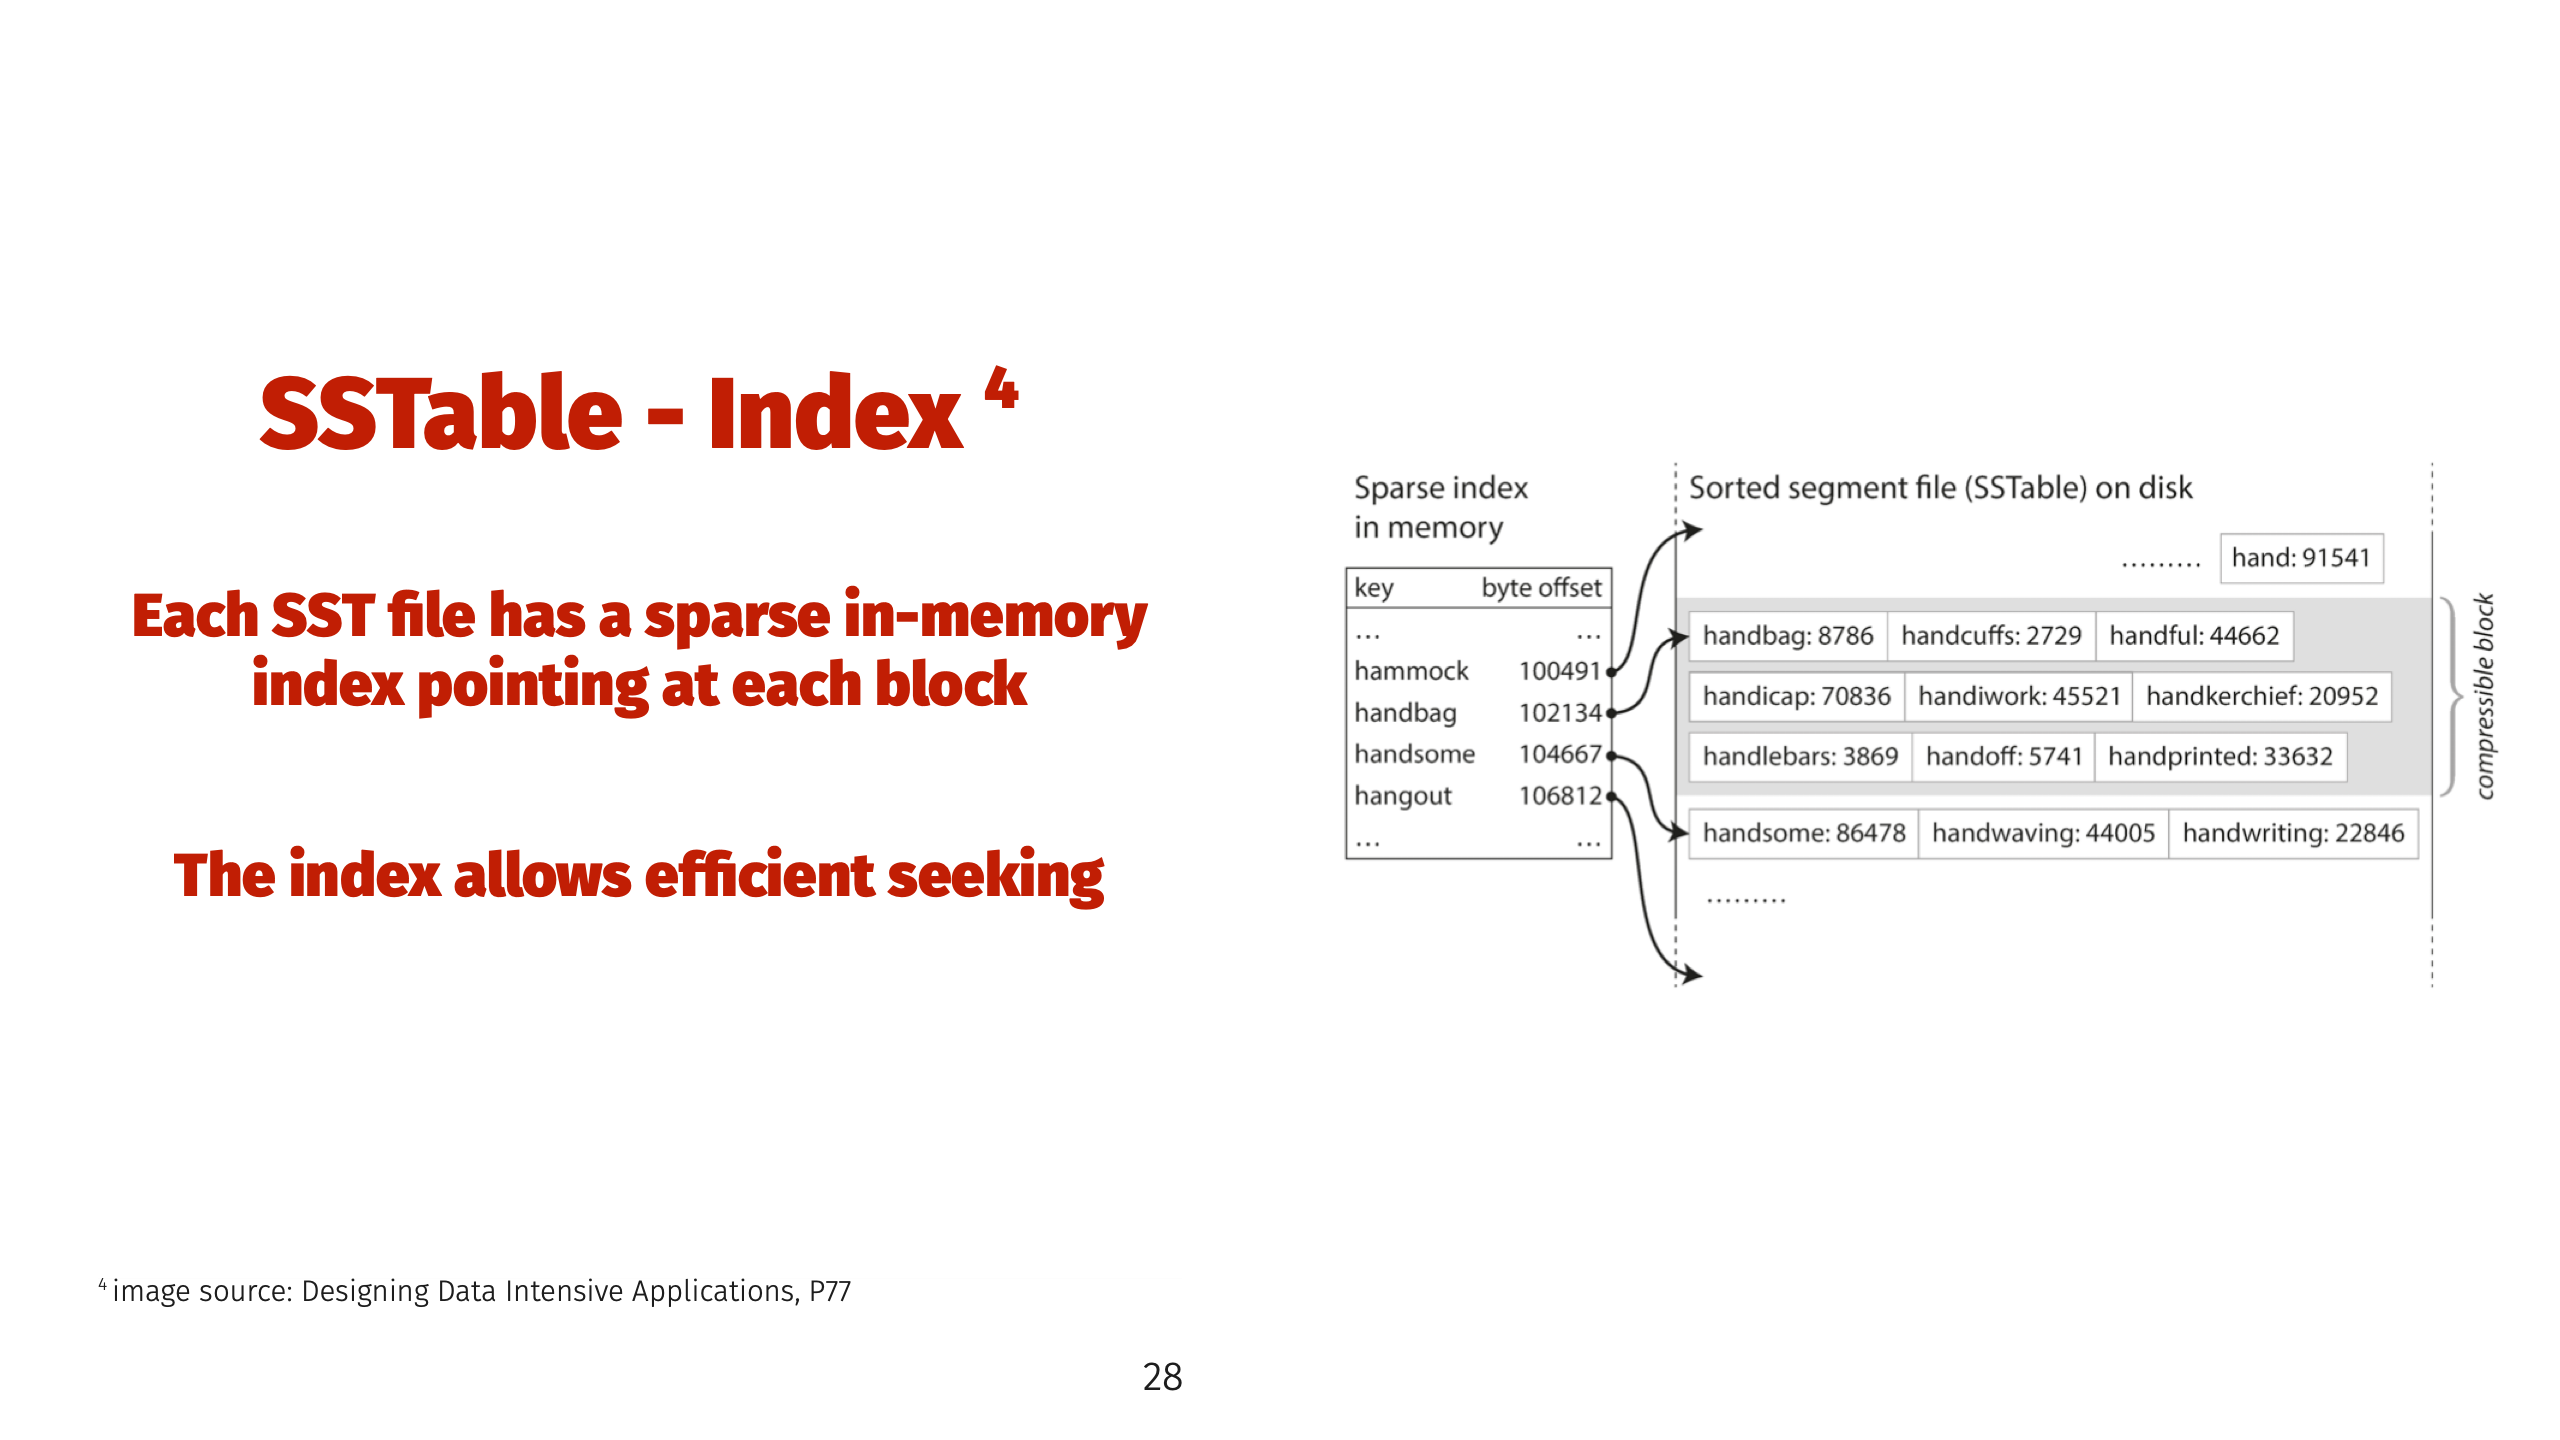 SSTable - Index 4
Each SST file has a sparse in-memory
index pointing at each block
The index allows efficient seeking
Sparse index
in memory
key byte offset
... ...
hammock 100491
handbag 102134
handsome 104667
hangout 106812
... ...
Sorted segment file (SSTable) on disk
......... hand: 91541
handbag: 8786 handcuffs: 2729 handful: 44662
handicap: 70836 handiwork: 45521 handkerchief: 20952
handlebars: 3869 handoff: 5741 handprinted: 33632
handsome: 86478 handwaving: 44005 handwriting: 22846
.........
compressible block
4 image source: Designing Data Intensive Applications, P77
28